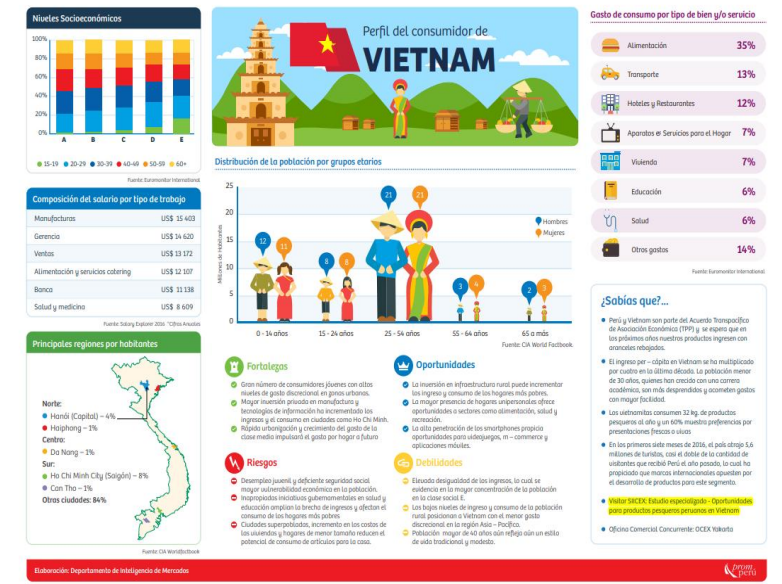 Niveles Socioeconómicos
100%
80%
60%
40%
20%
0%
A B C D E
15-19 20-29 30-39 40-49 50-59 60+
Fuente: Euromonitor International.
Composición del salario por tipo de trabajo
Manufacturas US$ 15 403
Gerencia US$ 14 620
Ventas US$ 13 172
Alimentación y servicios catering US$ 12 107
Banca US$ 11 138
Salud y medicina US$ 8 609
Fuente: Salary Explorer 2016 *Cifras Anuales
Principales regiones por habitantes
Norte:
Hanói (Capital) – 4%
Haiphong – 1%
Centro:
Da Nang – 1%
Sur:
Ho Chi Minh City (Saigón) – 8%
Can Tho – 1%
Otras ciudades: 84%
Fuente: CIA Worldfactbook
Perfil del consumidor de
VIETNAM
Distribución de la población por grupos etarios
Millones de Habitantes
25
20
15
10
5
0
12 11
8 8
21 21
3 4
2 3
Hombres
Mujeres
0 - 14 años 15 - 24 años 25 - 54 años 55 - 64 años 65 a más
Fuente: CIA World Factbook.
Fortalezas
Gran número de consumidores jóvenes con altos
niveles de gasto discrecional en zonas urbanas.
Mayor inversión privada en manufactura y
tecnologías de información ha incrementado los
ingresos y el consumo en ciudades como Ho Chi Minh.
Rápida urbanización y crecimiento del gasto de la
clase media impulsará el gasto por hogar a futuro
Oportunidades
La inversión en infraestructura rural puede incrementar
los ingreso y consumo de los hogares más pobres.
La mayor presencia de hogares unipersonales ofrece
oportunidades a sectores como alimentación, salud y
recreación.
La alta penetración de los smartphones propicia
oportunidades para videojuegos, m – commerce y
aplicaciones móviles.
Riesgos
Desempleo juvenil y deficiente seguridad social
mayor vulnerabilidad económica en la población.
Inapropiadas iniciativas gubernamentales en salud y
educación amplían la brecha de ingresos y afectan el
consumo de los hogares más pobres
Ciudades superpobladas, incremento en los costos de
las viviendas y hogares de menor tamaño reducen el
potencial de consumo de artículos para la casa.
Debilidades
Elevada desigualdad de los ingresos, lo cual se
evidencia en la mayor concentración de la población
en la clase social E.
Los bajos niveles de ingreso y consumo de la población
rural posicionan a Vietnam con el menor gasto
discrecional en la región Asia – Pacífico.
Población mayor de 40 años aún refleja aún un estilo
de vida tradicional y modesto.
Gasto de consumo por tipo de bien y/o servicio
Alimentación 35%
Transporte 13%
Hoteles y Restaurantes 12%
Aparatos e Servicios para el Hogar 7%
Vivienda 7%
Educación 6%
Salud 6%
Otros gastos 14%
Fuente: Euromonitor International.
¿Sabías que?...
Perú y Vietnam son parte del Acuerdo Transpacífico
de Asociación Económica (TPP) y se espera que en
los próximos años nuestros productos ingresen con
aranceles rebajados.
El ingreso per – cápita en Vietnam se ha multiplicado
por cuatro en la última década. La población menor
de 30 años, quienes han crecido con una carrera
académica, son más desprendidos y acometen gastos
con mayor facilidad.
Las vietnamitas consumen 32 kg. de productos
pesqueros al año y un 60% muestra preferencias por
presentaciones frescas o vivas
En los primeros siete meses de 2016, el país atrajo 5,6
millones de turistas, casi el doble de la cantidad de
visitantes que recibió Perú el año pasado, lo cual ha
propiciado que marcas internacionales apuesten por
el desarrollo de productos para este segmento.
Visitar SIICEX: Estudio especializado - Oportunidades
para productos pesqueros peruanos en Vietnam
Oficina Comercial Concurrente: OCEX Yakarta
Elaboración: Departamento de Inteligencia de Mercados
prom
perú